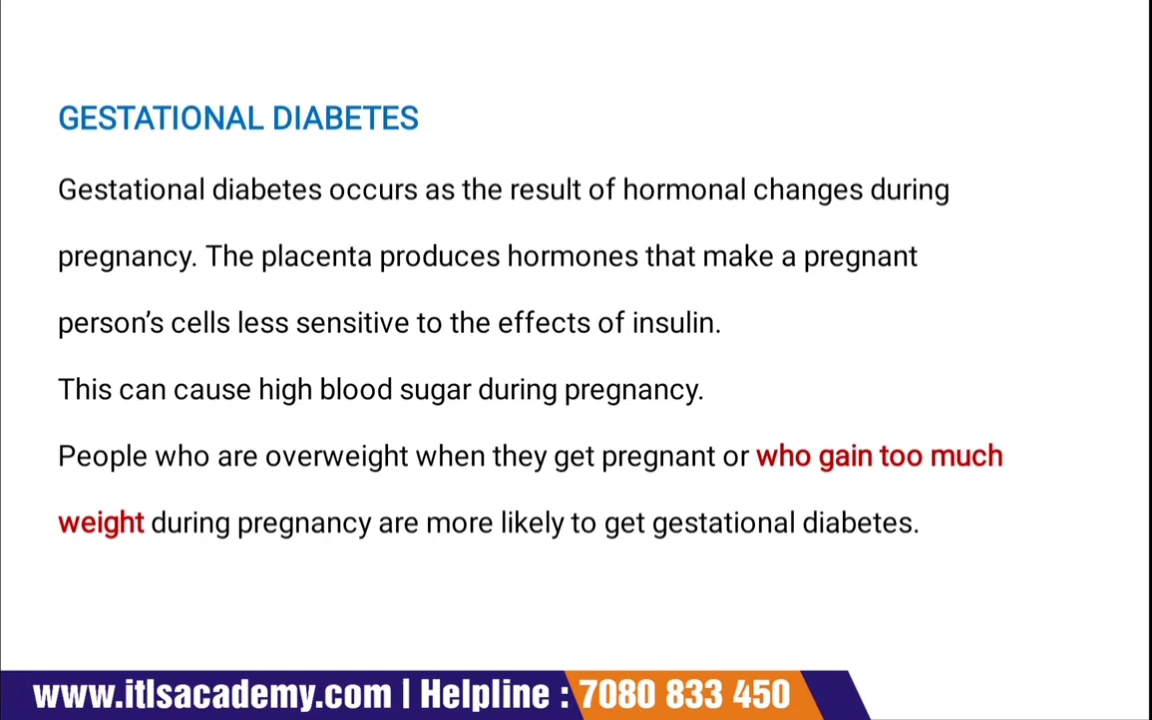 GESTATIONAL DIABETES
Gestational diabetes occurs as the result of hormonal changes during
pregnancy. The placenta produces hormones that make a pregnant
person’s cells less sensitive to the effects of insulin.
This can cause high blood sugar during pregnancy.
People who are overweight when they get pregnant or who gain too much
weight during pregnancy are more likely to get gestational diabetes.
www.itlsacademy.com | Helpline : 7080 833 450